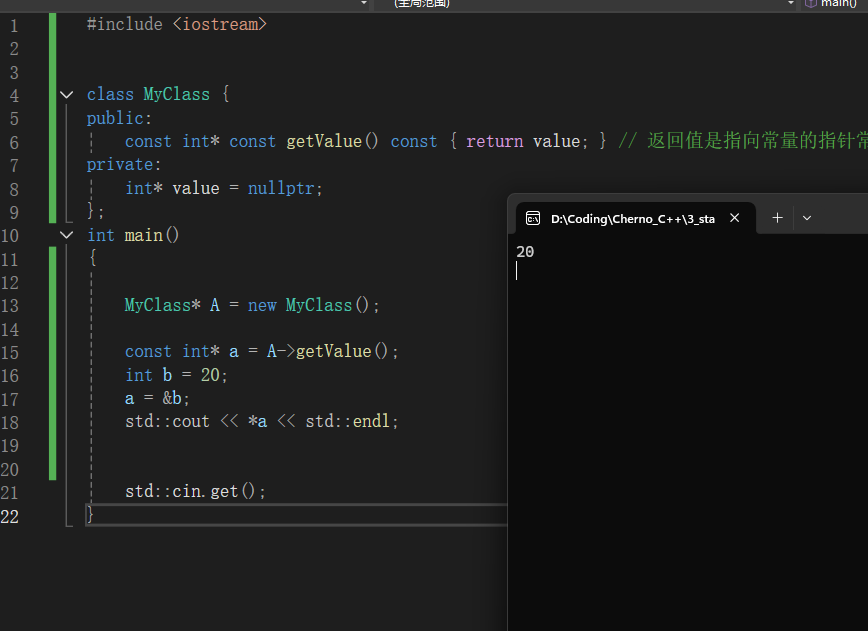 (全局范围) main()
1 #include <iostream>
2
3
4 class MyClass {
5 public:
6 const int* const getValue() const { return value; } // 返回值是指向常量的指针常
7 private:
8 int* value = nullptr;
9 };
10 int main()
11 {
12
13 MyClass* A = new MyClass();
14
15 const int* a = A->getValue();
16 int b = 20;
17 a = &b;
18 std::cout << *a << std::endl;
19
20
21 std::cin.get();
22 }
D:\Coding\Cherno_C++\3_sta
20